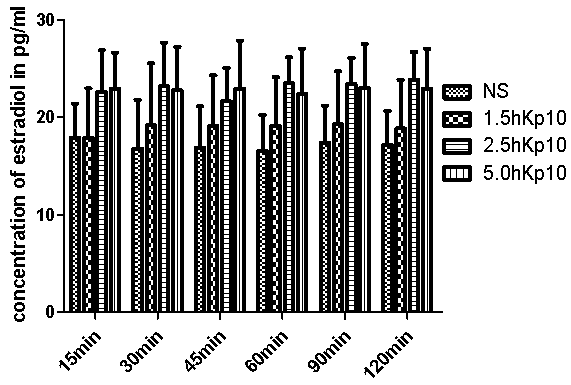 concentration of estradiol in pg/ml
30
20
10
0
15min
30min
45min
60min
90min
120min
NS
1.5hKp10
2.5hKp10
5.0hKp10